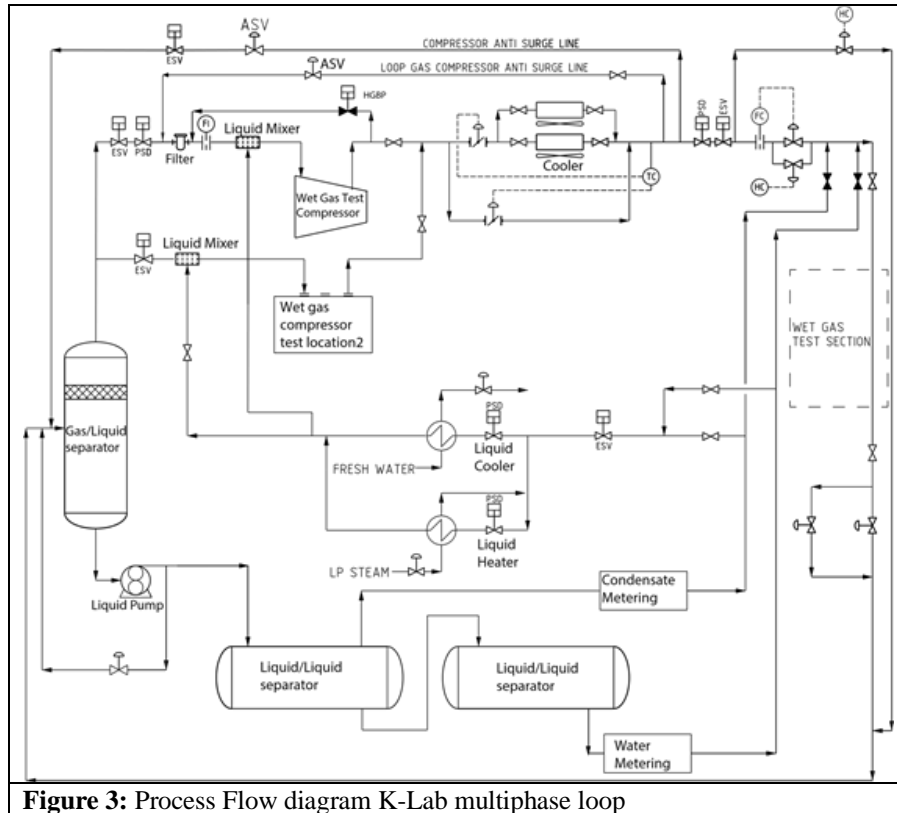 HC
ASV
COMPRESSOR ANTI SURGE LINE
ESV
ASV
LOOP GAS COMPRESSOR ANTI SURGE LINE
HGBP
PSD
ESV
FI
Liquid Mixer
FC
ESV
PSD
Filter
Cooler
TC
HC
Wet Gas Test
Compressor
Liquid Mixer
ESV
Wet gas
compressor
test location2
WET GAS
TEST SECTION
PSD
Gas/Liquid
separator
ESV
Liquid
Cooler
FRESH WATER
PSD
Liquid
Heater
LP STEAM
Condensate
Metering
Liquid Pump
Liquid/Liquid
separator
Liquid/Liquid
separator
Water
Metering
Figure 3: Process Flow diagram K-Lab multiphase loop